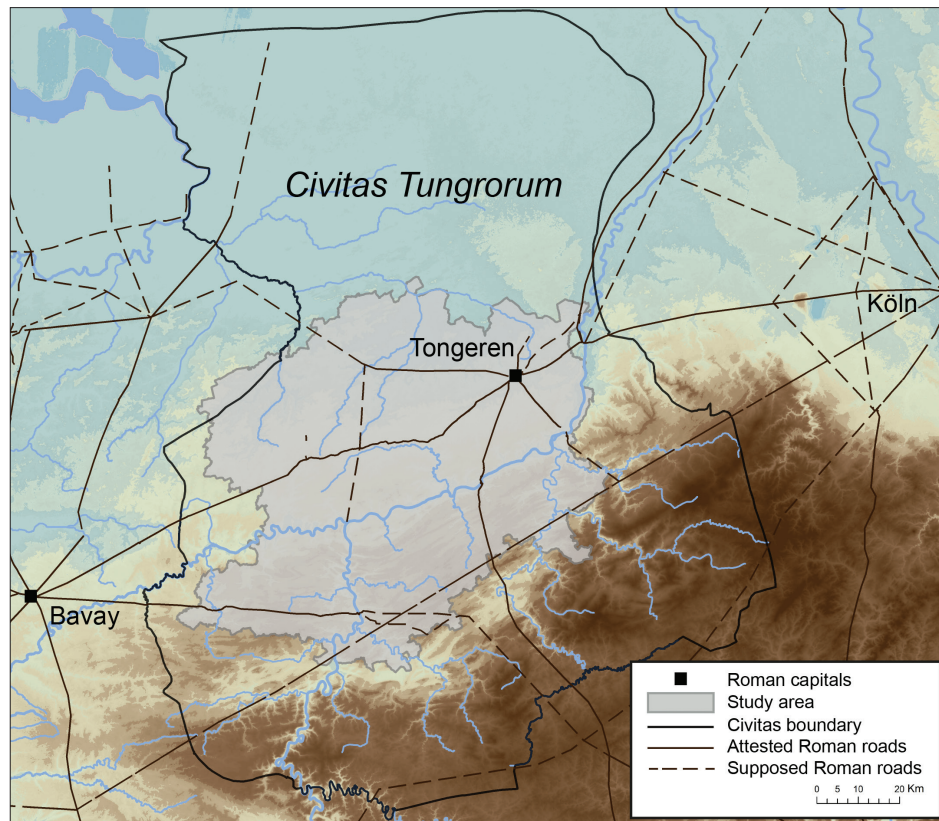 Civitas Tungrorum
Köln
Tongeren
Bavay
Roman capitals
Study area
Civitas boundary
Attested Roman roads
Supposed Roman roads
0 5 10 20 Km